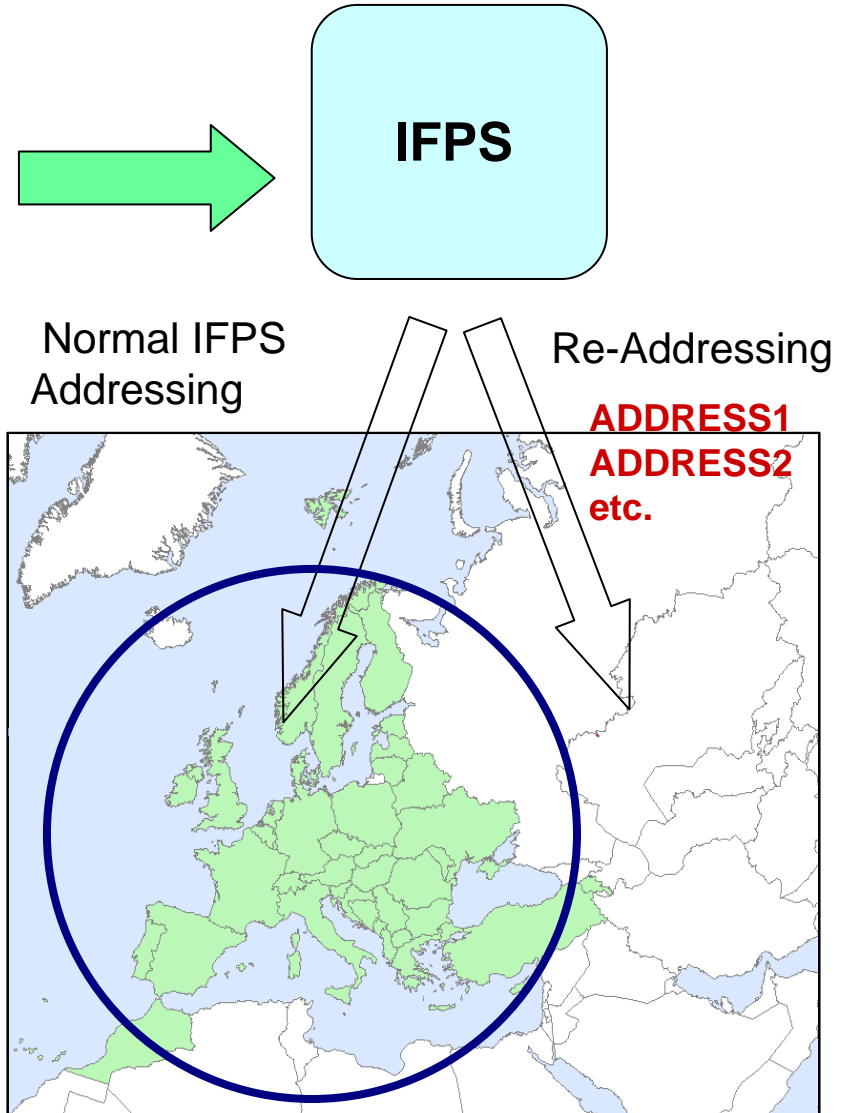 IFPS
Normal IFPS
Addressing
Re-Addressing
ADDRESS1
ADDRESS2
etc.